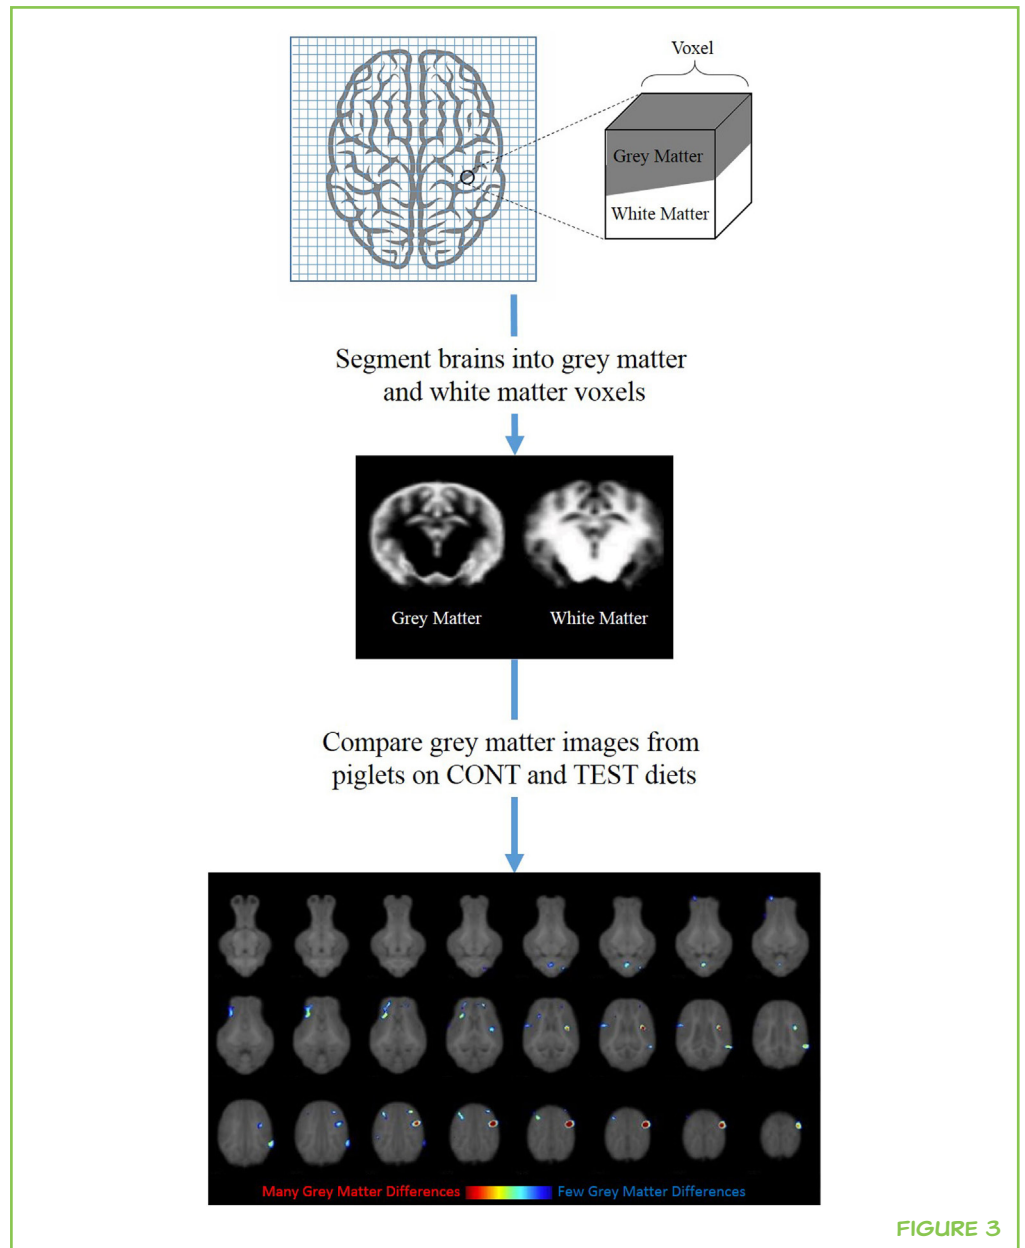 Voxel
Grey Matter
White Matter
Segment brains into grey matter
and white matter voxels
Grey Matter
White Matter
Compare grey matter images from
piglets on CONT and TEST diets
Many Grey Matter Differences
Few Grey Matter Differences
FIGURE 3